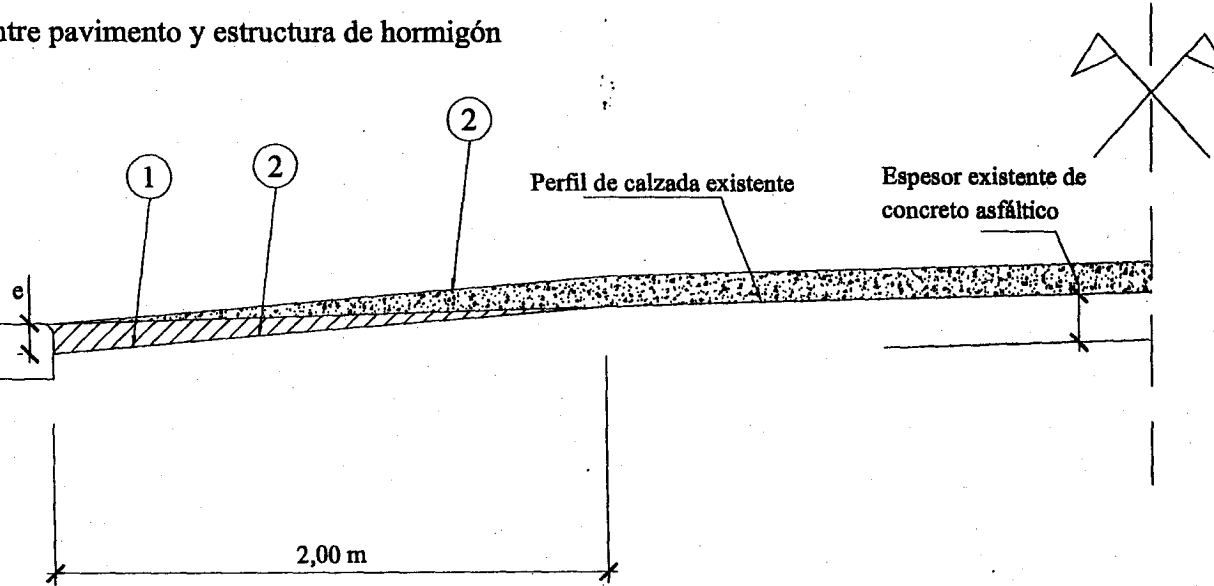 ntre pavimento y estructura de hormigón
2
1
2
Perfil de calzada existente
Espesor existente de
concreto asfáltico
e
2,00 m